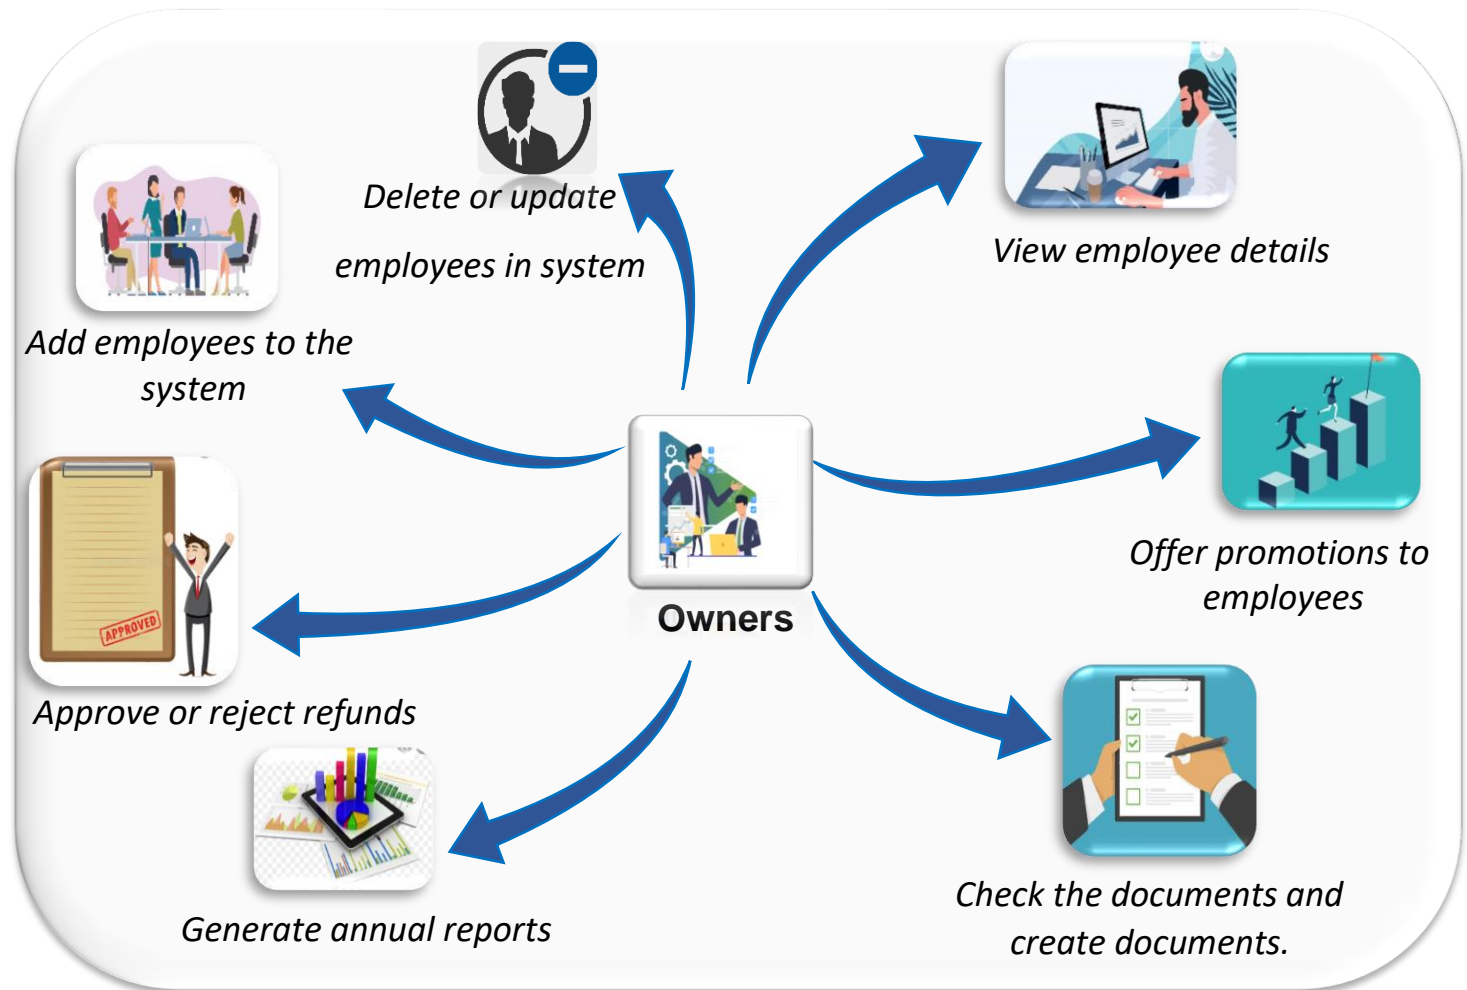 Delete or update
employees in system
View employee details
Add employees to the
system
Offer promotions to
employees
APPROVED
Owners
Approve or reject refunds
Check the documents and
create documents.
Generate annual reports